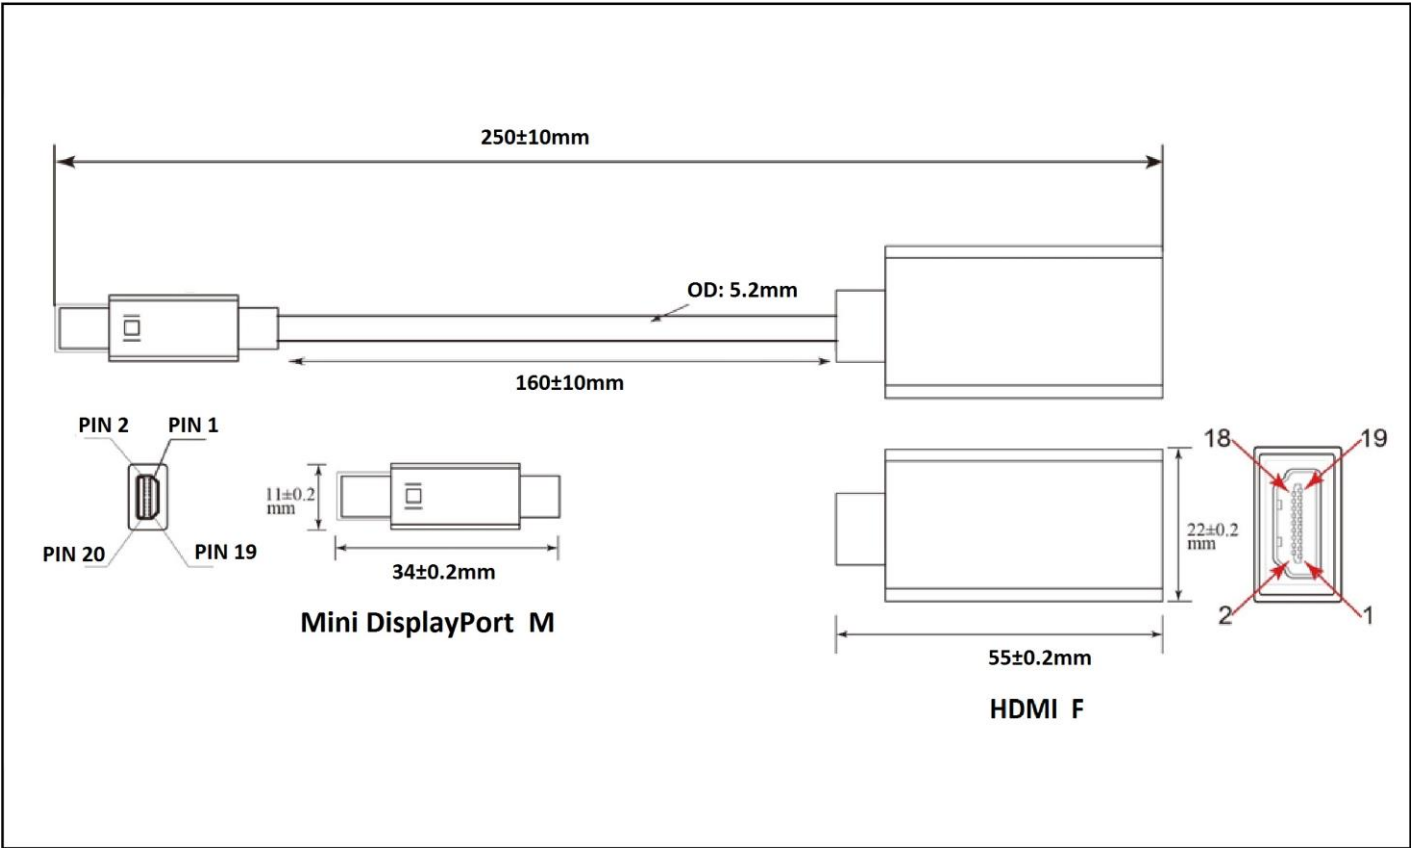 250±10mm
OD: 5.2mm
160±10mm
PIN 2
PIN 1
PIN 20
PIN 19
11±0.2
mm
34±0.2mm
Mini DisplayPort M
22±0.2
mm
55±0.2mm
HDMI F
18
19
2
1